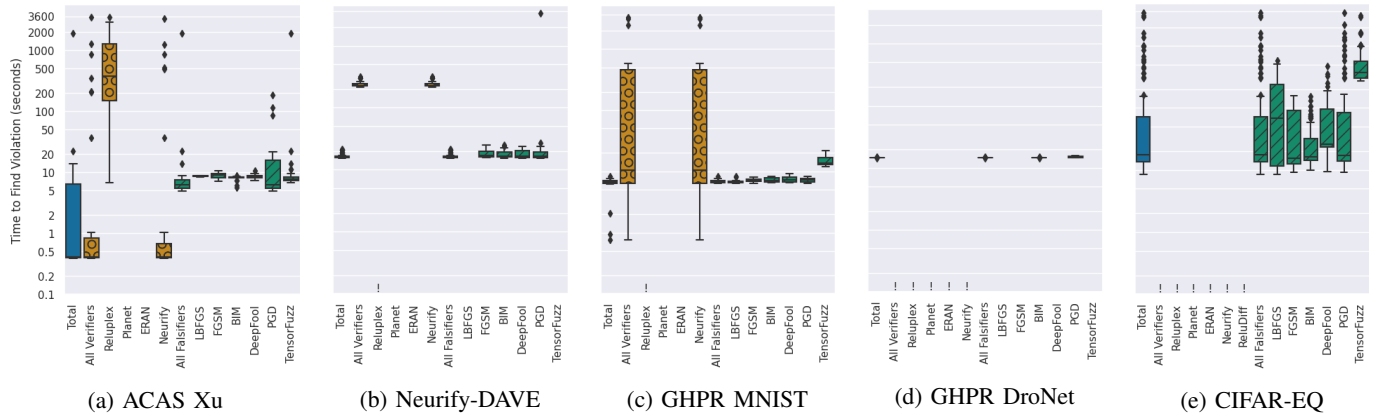 Time to Find Violation (seconds)
3600
2000
1000
500
200
100
50
20
10
5
2
1
0.5
0.2
0.1
Total
All Verifiers
Reluplex
Planet
ERAN
Neurify
All Falsifiers
LBFGS
FGSM
BIM
DeepFool
PGD
TensorFuzz
!
Total
All Verifiers
Reluplex
Planet
ERAN
Neurify
All Falsifiers
LBFGS
FGSM
BIM
DeepFool
PGD
TensorFuzz
!
Total
All Verifiers
Reluplex
Planet
ERAN
Neurify
All Falsifiers
LBFGS
FGSM
BIM
DeepFool
PGD
TensorFuzz
! ! ! ! !
Total
All Verifiers
Reluplex
Planet
ERAN
Neurify
All Falsifiers
LBFGS
FGSM
BIM
DeepFool
PGD
TensorFuzz
! ! ! ! ! !
Total
All Verifiers
Reluplex
Planet
ERAN
Neurify
ReluDiff
All Falsifiers
LBFGS
FGSM
BIM
DeepFool
PGD
TensorFuzz
(a) ACAS Xu
(b) Neurify-DAVE
(c) GHPR MNIST
(d) GHPR DroNet
(e) CIFAR-EQ